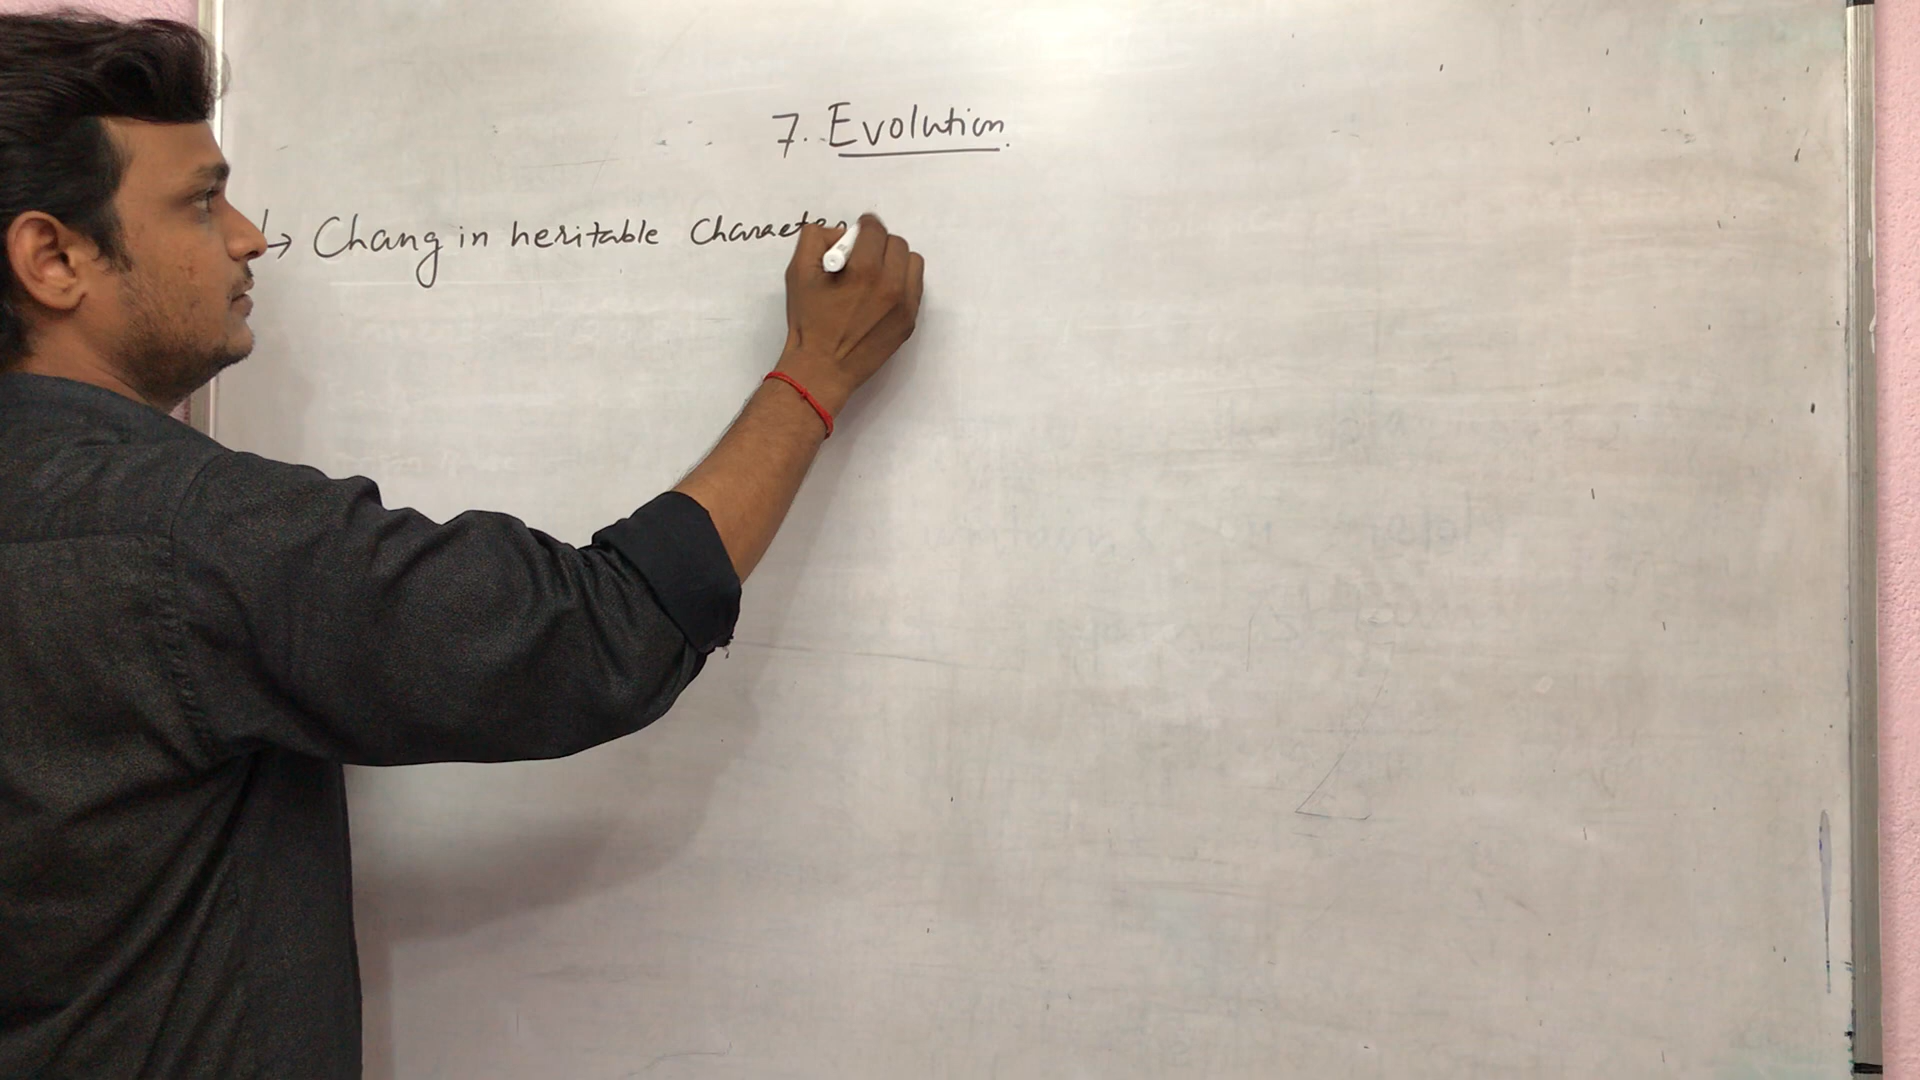 7. Evolution.
↳ Chang in heritable Character